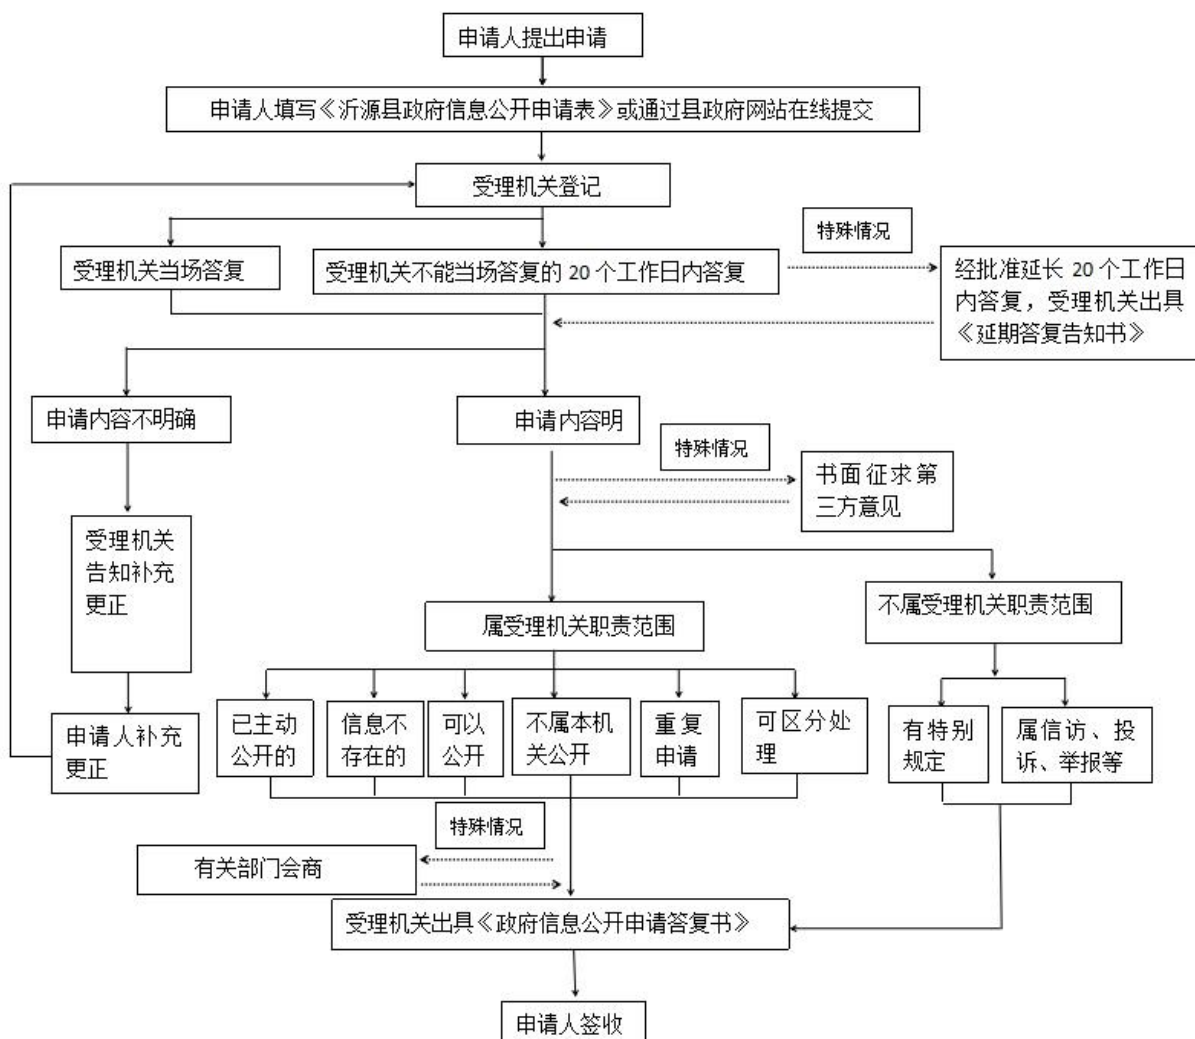 申请人提出申请
申请人填写《沂源县政府信息公开申请表》或通过县政府网站在线提交
受理机关登记
特殊情况
受理机关当场答复
受理机关不能当场答复的 20 个工作日内答复
经批准延长 20 个工作日
内答复，受理机关出具
《延期答复告知书》
申请内容不明确
申请内容明
特殊情况
书面征求第
三方意见
受理机关
告知补充
更正
属受理机关职责范围
不属受理机关职责范围
申请人补充
更正
已主动
公开的
信息不
存在的
可以
公开
不属本机
关公开
重复
申请
可区分处
理
有特别
规定
属信访、投
诉、举报等
特殊情况
有关部门会商
受理机关出具《政府信息公开申请答复书》
申请人签收